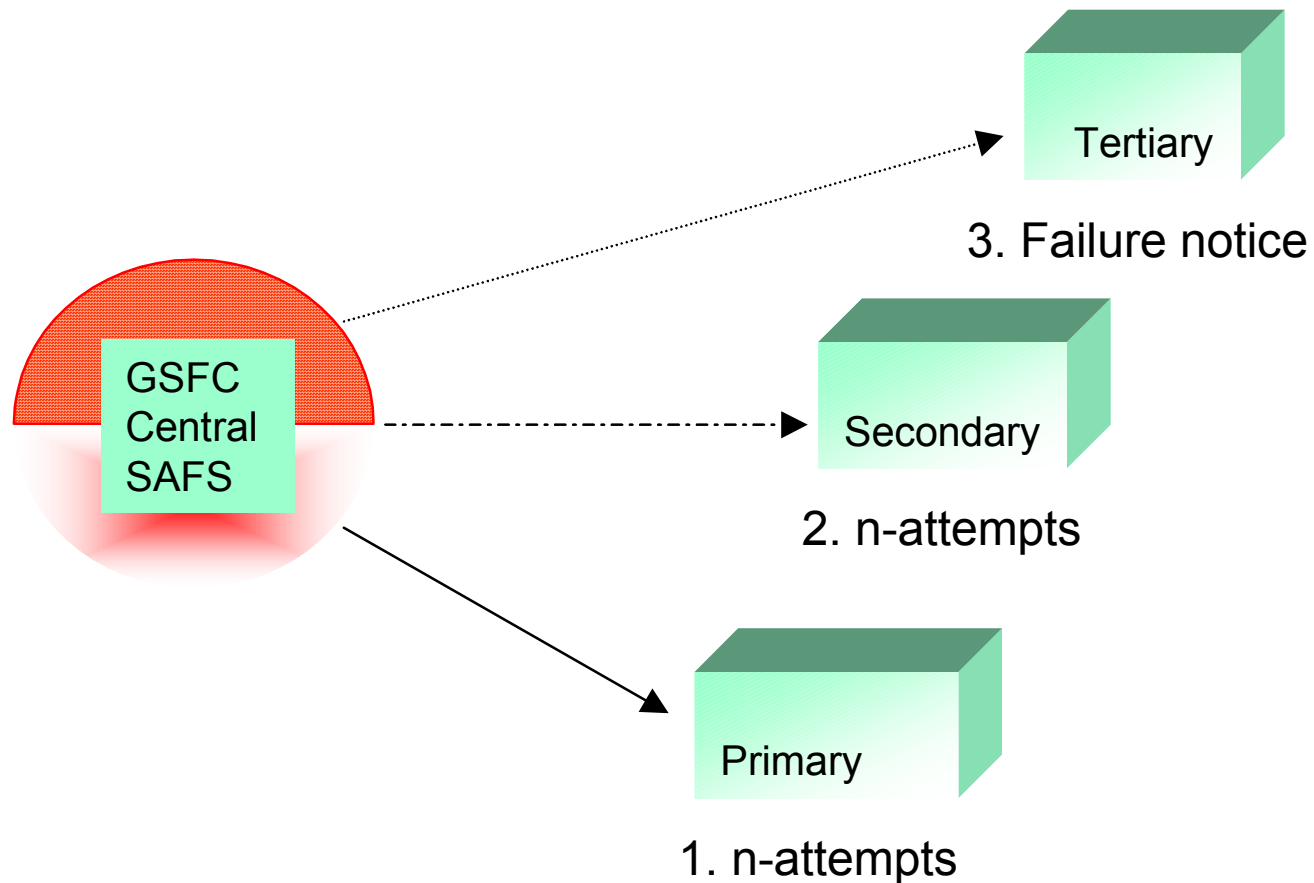 Tertiary
3. Failure notice
GSFC
Central
SAFS
Secondary
2. n-attempts
Primary
1. n-attempts